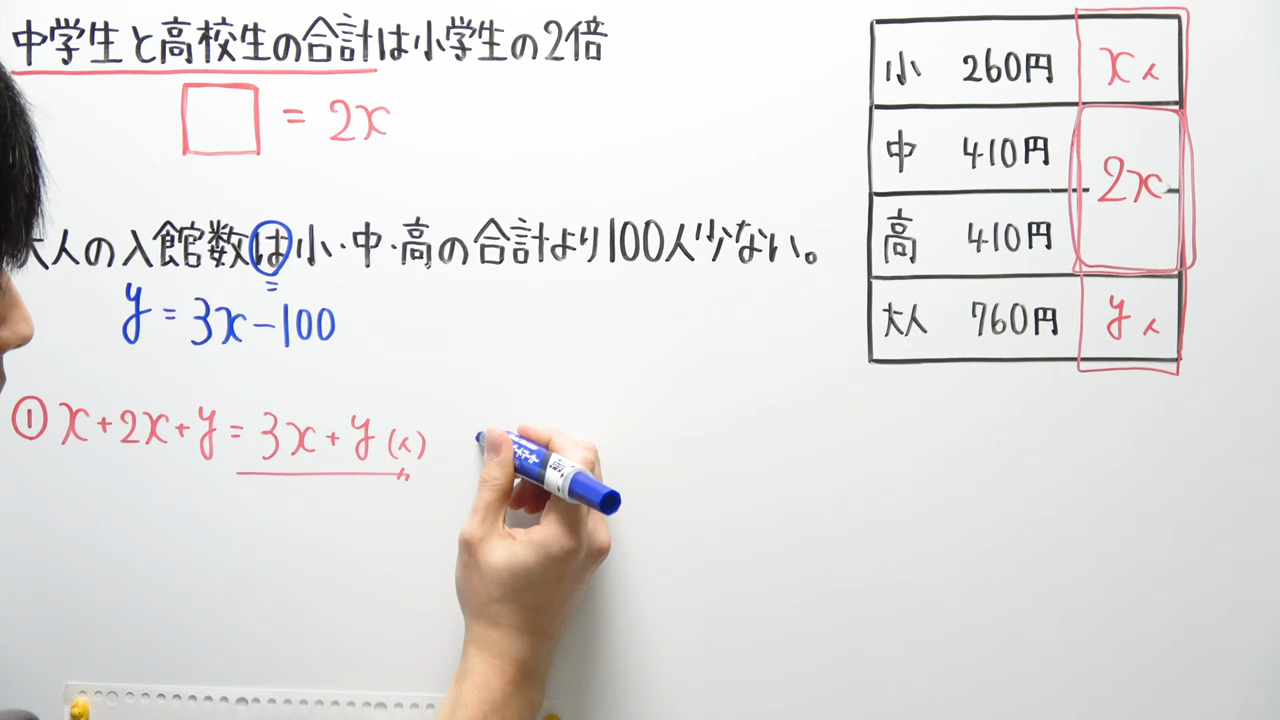 中学生と高校生の合計は小学生の2倍
□ = 2x
大人の入館数は小・中・高の合計より100人少ない。
=
y = 3x − 100
① x + 2x + y = 3x + y (人)
小 260円 x人
中 410円
2x
高 410円
大人 760円 y人